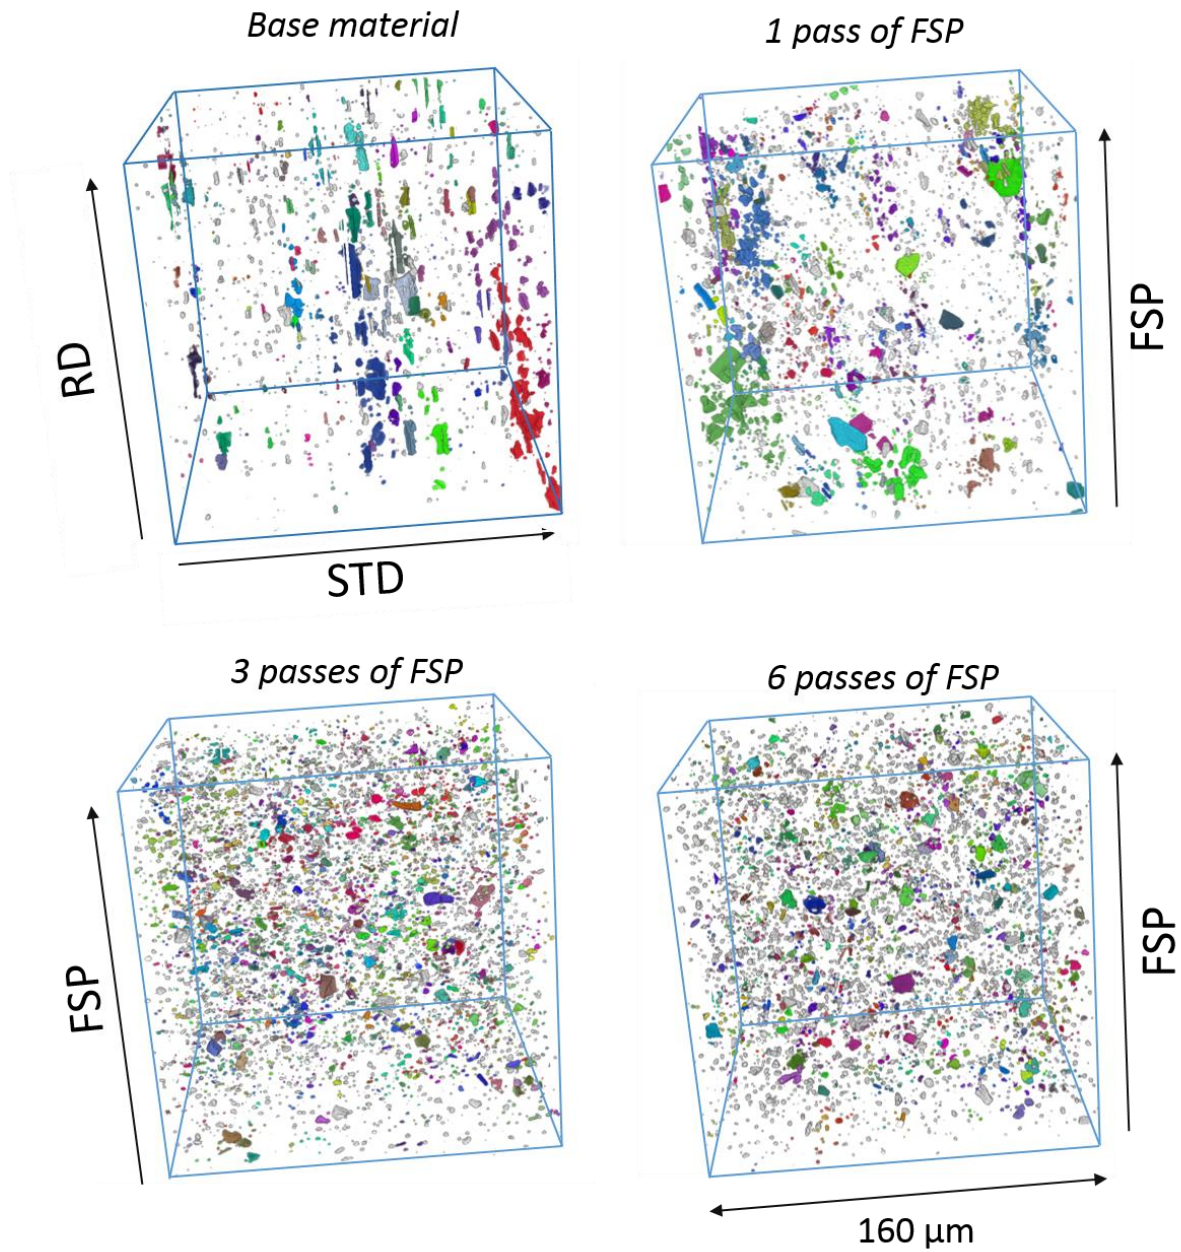 Base material
1 pass of FSP
RD
FSP
STD
3 passes of FSP
6 passes of FSP
FSP
FSP
160 µm